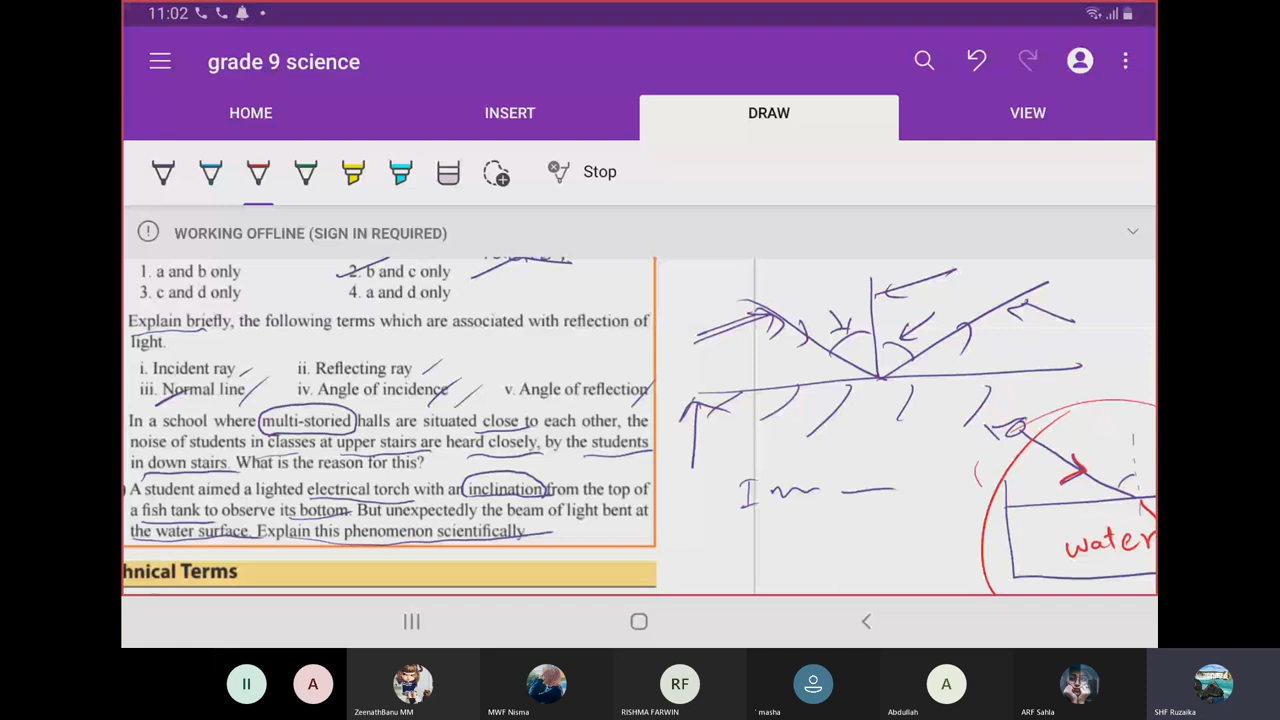 11:02
grade 9 science
HOME INSERT DRAW VIEW
Stop
WORKING OFFLINE (SIGN IN REQUIRED)
1. a and b only 2. b and c only
3. c and d only 4. a and d only
Explain briefly, the following terms which are associated with reflection of
light.
i. Incident ray ii. Reflecting ray
iii. Normal line iv. Angle of incidence v. Angle of reflection
In a school where multi-storied halls are situated close to each other, the
noise of students in classes at upper stairs are heard closely, by the students
in down stairs. What is the reason for this?
) A student aimed a lighted electrical torch with an inclination from the top of
a fish tank to observe its bottom. But unexpectedly the beam of light bent at
the water surface. Explain this phenomenon scientifically.
hnical Terms
I
water
II
A
ZeenathBanu MM
MWF Nisma
RF
RISHMA FARWIN
' masha
A
Abdullah
ARF Sahla
SHF Ruzaika